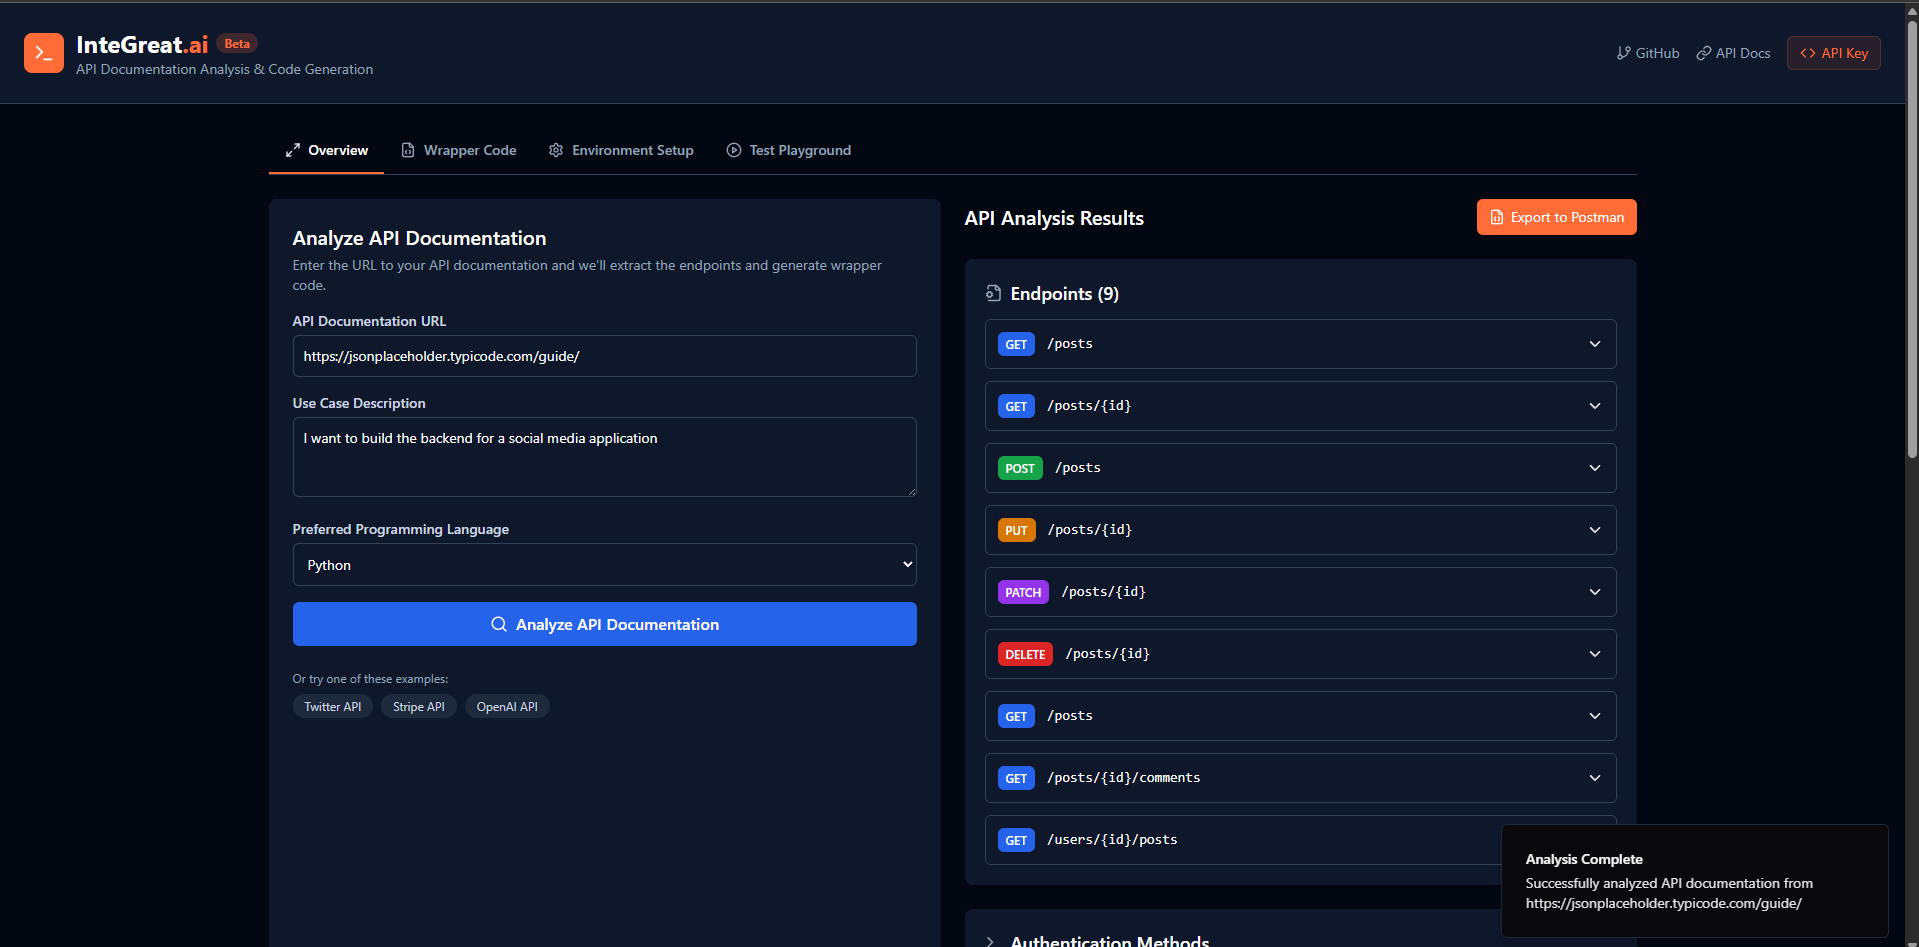 InteGreat.ai Beta
API Documentation Analysis & Code Generation
GitHub
API Docs
API Key
Overview
Wrapper Code
Environment Setup
Test Playground
Analyze API Documentation
Enter the URL to your API documentation and we'll extract the endpoints and generate wrapper
code.
API Documentation URL
https://jsonplaceholder.typicode.com/guide/
Use Case Description
I want to build the backend for a social media application
Preferred Programming Language
Python
Analyze API Documentation
Or try one of these examples:
Twitter API
Stripe API
OpenAI API
API Analysis Results
Export to Postman
Endpoints (9)
GET /posts
GET /posts/{id}
POST /posts
PUT /posts/{id}
PATCH /posts/{id}
DELETE /posts/{id}
GET /posts
GET /posts/{id}/comments
GET /users/{id}/posts
Authentication Methods
Analysis Complete
Successfully analyzed API documentation from
https://jsonplaceholder.typicode.com/guide/